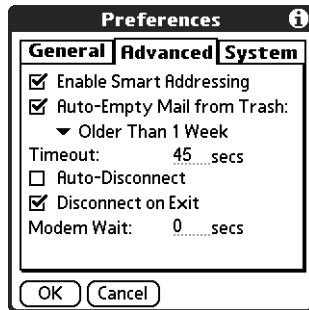 Preferences i
General Advanced System
Enable Smart Addressing
Auto-Empty Mail from Trash:
Older Than 1 Week
Timeout: 45 secs
Auto-Disconnect
Disconnect on Exit
Modem Wait: 0 secs
OK Cancel